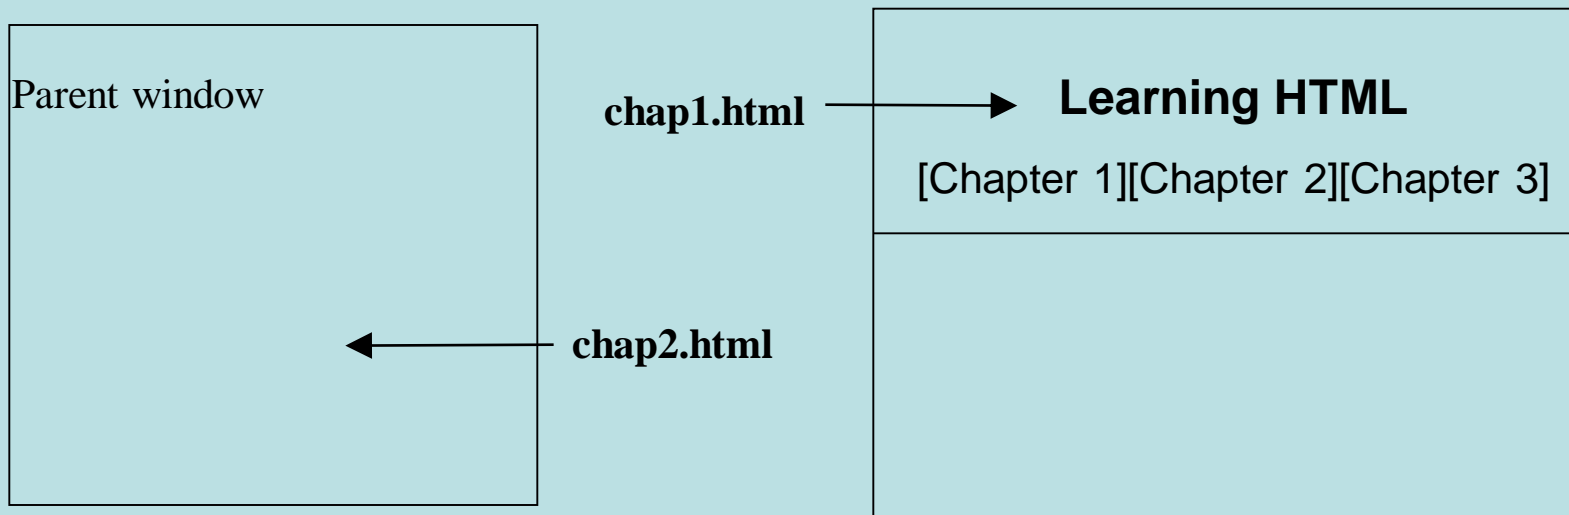 Parent window
chap1.html
Learning HTML
[Chapter 1][Chapter 2][Chapter 3]
chap2.html